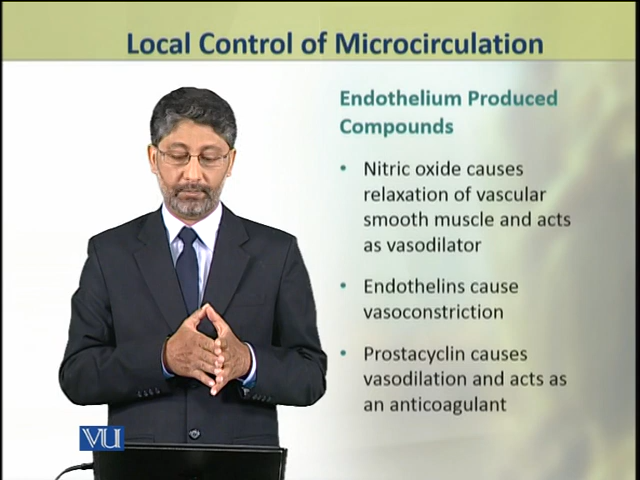 Local Control of Microcirculation
Endothelium Produced
Compounds
• Nitric oxide causes
relaxation of vascular
smooth muscle and acts
as vasodilator
• Endothelins cause
vasoconstriction
• Prostacyclin causes
vasodilation and acts as
an anticoagulant
VU